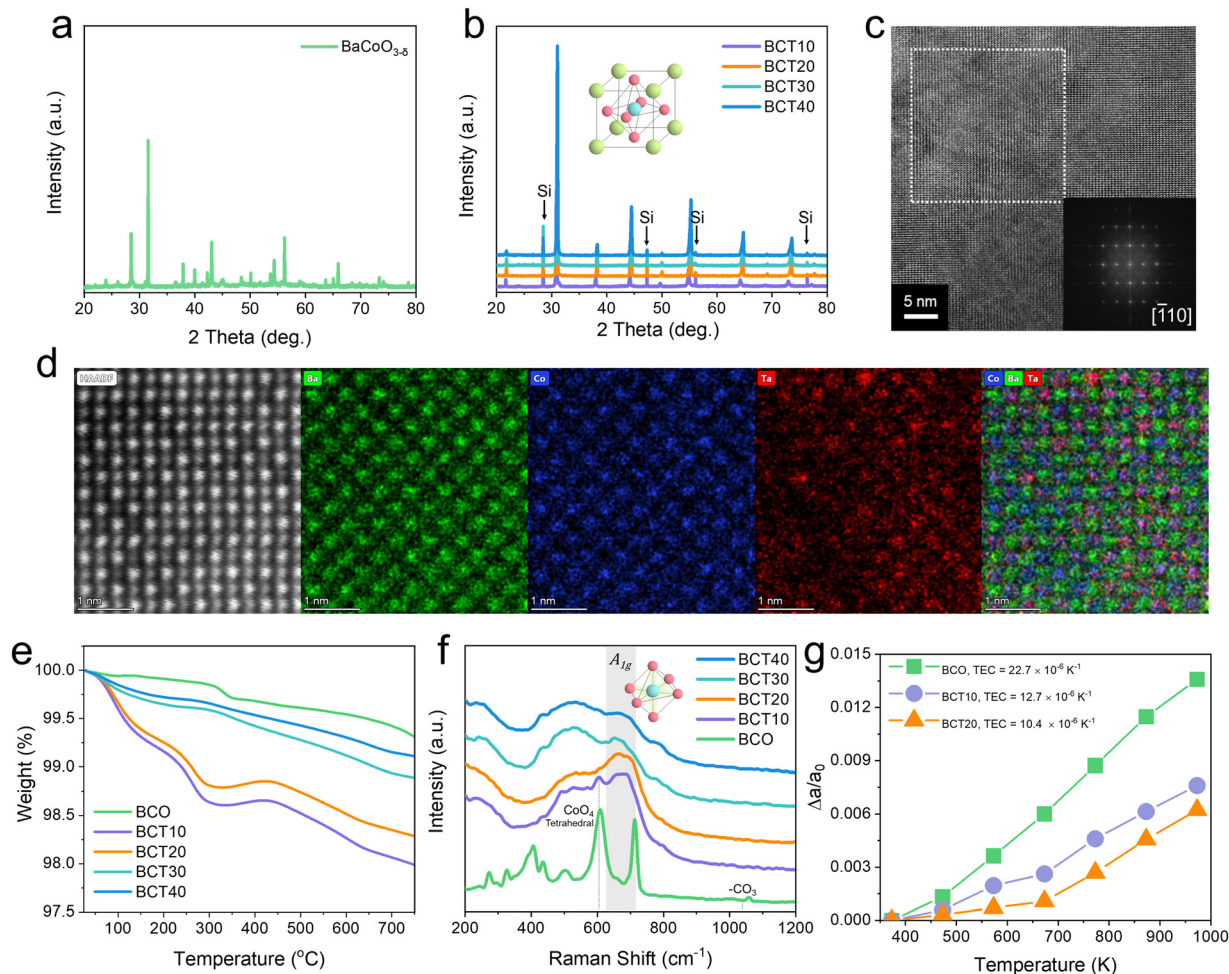 a
BaCoO3-δ
Intensity (a.u.)
20 30 40 50 60 70 80
2 Theta (deg.)
b
BCT10
BCT20
BCT30
BCT40
Si
Si
Si
Si
Intensity (a.u.)
20 30 40 50 60 70 80
2 Theta (deg.)
c
5 nm
[1̅10]
d
HAADF
Ba
Co
Ta
Co Ba Ta
1 nm
1 nm
1 nm
1 nm
1 nm
e
100.0
99.5
99.0
98.5
98.0
97.5
Weight (%)
BCO
BCT10
BCT20
BCT30
BCT40
100 200 300 400 500 600 700
Temperature (oC)
f
A1g
BCT40
BCT30
BCT20
BCT10
BCO
Intensity (a.u.)
CoO4
Tetrahedral
-CO3
200 400 600 800 1000 1200
Raman Shift (cm-1)
g
0.015
0.012
0.009
0.006
0.003
0.000
Δa/a0
BCO, TEC = 22.7 × 10-6 K-1
BCT10, TEC = 12.7 × 10-6 K-1
BCT20, TEC = 10.4 × 10-6 K-1
400 500 600 700 800 900 1000
Temperature (K)